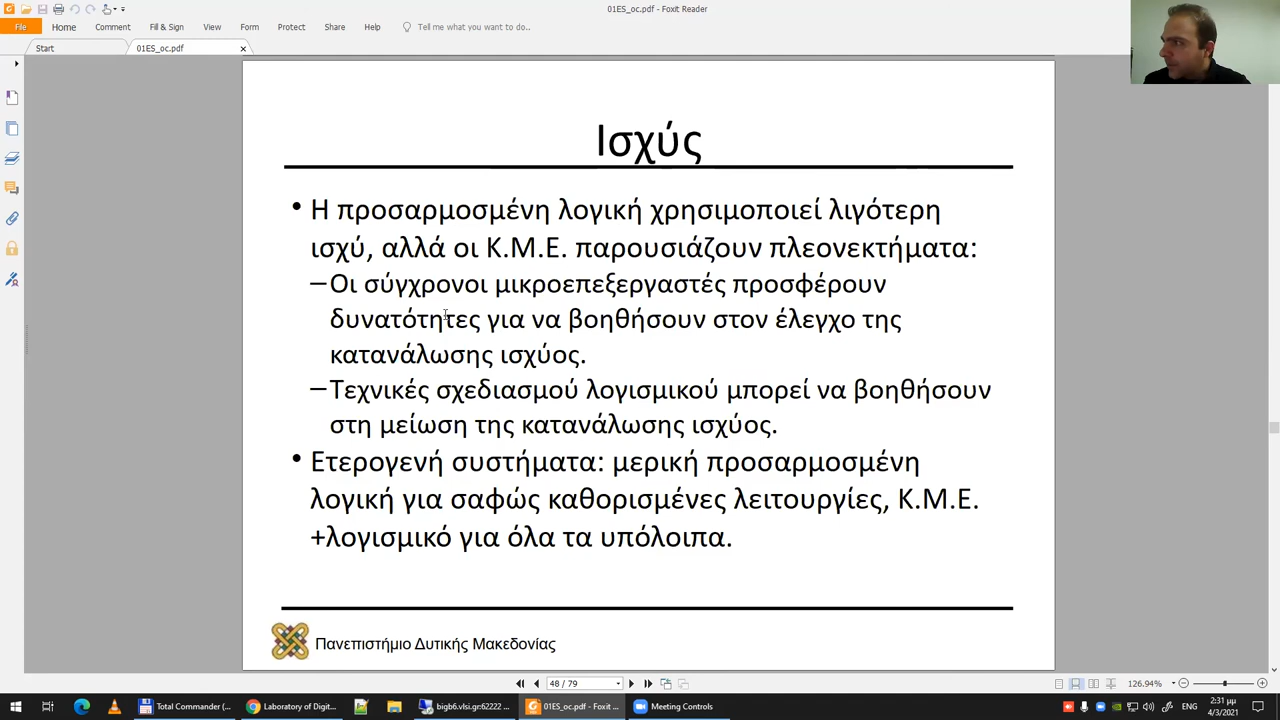 01ES_oc.pdf - Foxit Reader
File Home Comment Fill & Sign View Form Protect Share Help Tell me what you want to do...
Start 01ES_oc.pdf
Ισχύς
• Η προσαρμοσμένη λογική χρησιμοποιεί λιγότερη
ισχύ, αλλά οι Κ.Μ.Ε. παρουσιάζουν πλεονεκτήματα:
–Οι σύγχρονοι μικροεπεξεργαστές προσφέρουν
δυνατότητες για να βοηθήσουν στον έλεγχο της
κατανάλωσης ισχύος.
–Τεχνικές σχεδιασμού λογισμικού μπορεί να βοηθήσουν
στη μείωση της κατανάλωσης ισχύος.
• Ετερογενή συστήματα: μερική προσαρμοσμένη
λογική για σαφώς καθορισμένες λειτουργίες, Κ.Μ.Ε.
+λογισμικό για όλα τα υπόλοιπα.
Πανεπιστήμιο Δυτικής Μακεδονίας
48 / 79
126.94%
Total Commander (... Laboratory of Digit... bigb6.vlsi.gr:62222 ... 01ES_oc.pdf - Foxit ... Meeting Controls
ENG
2:31 μμ
4/3/2021